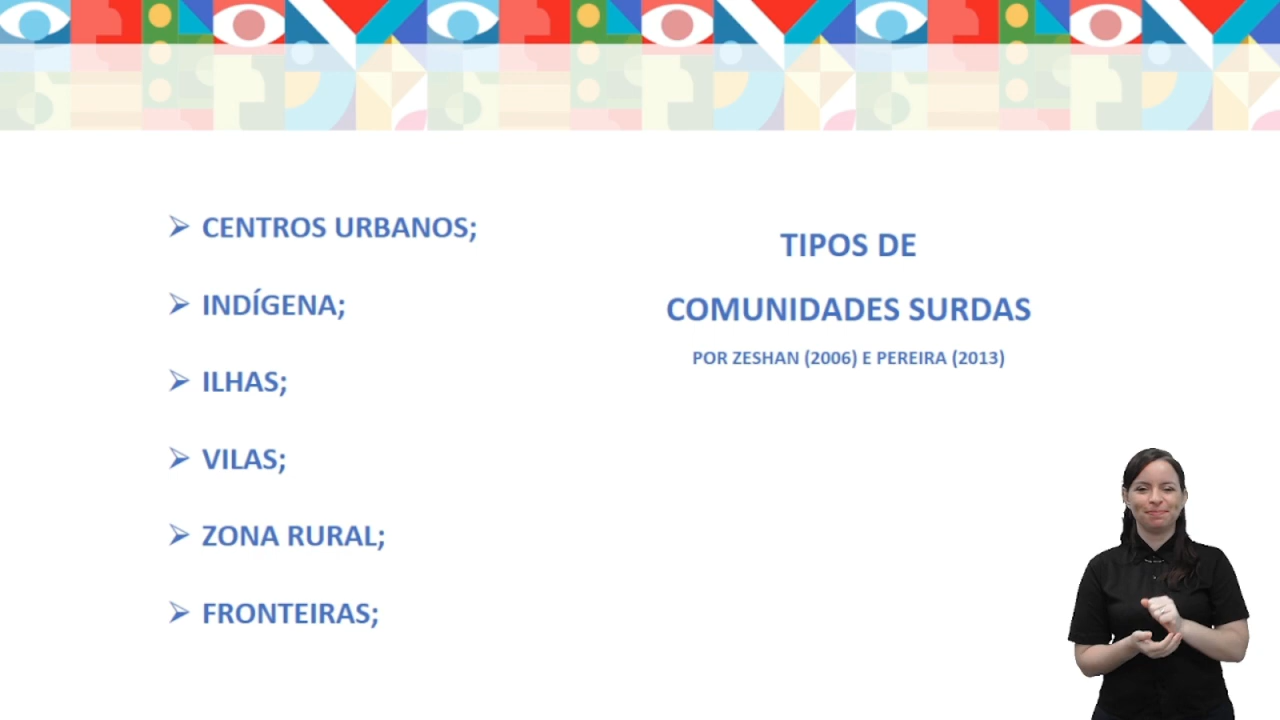 CENTROS URBANOS;
INDÍGENA;
ILHAS;
VILAS;
ZONA RURAL;
FRONTEIRAS;
TIPOS DE
COMUNIDADES SURDAS
POR ZESHAN (2006) E PEREIRA (2013)